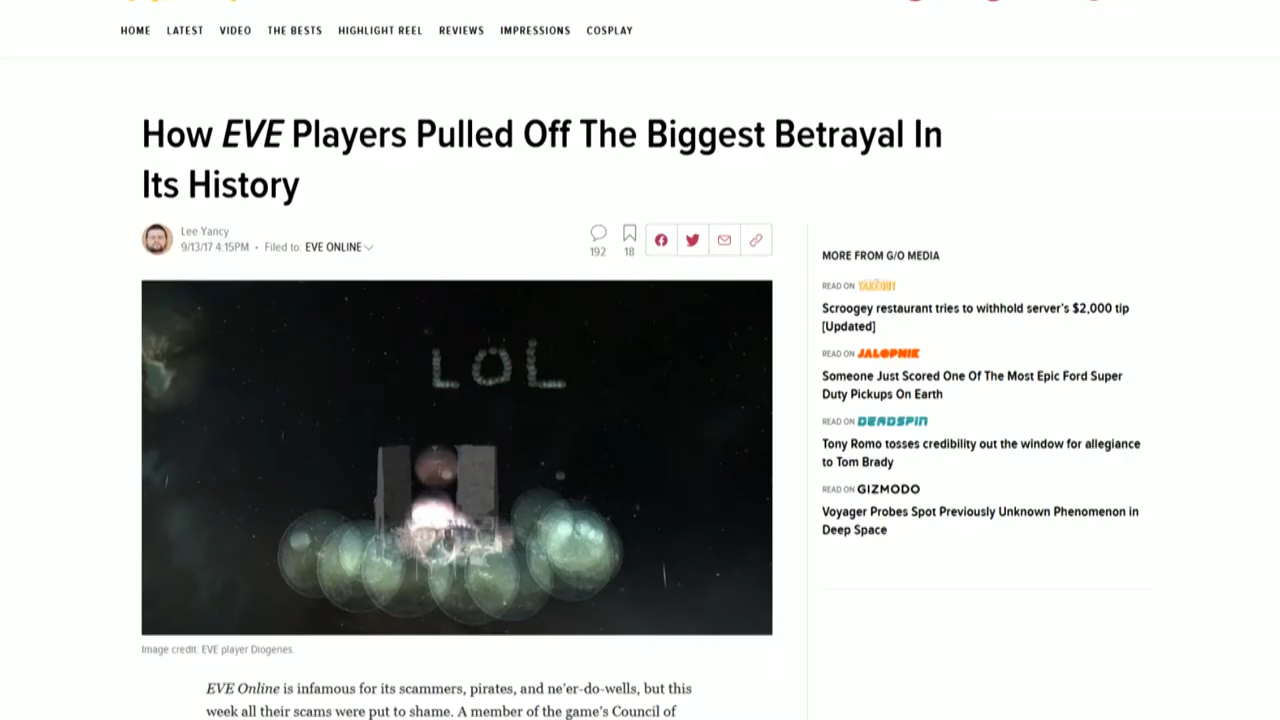 HOME LATEST VIDEO THE BESTS HIGHLIGHT REEL REVIEWS IMPRESSIONS COSPLAY
How EVE Players Pulled Off The Biggest Betrayal In
Its History
Lee Yancy
9/13/17 4:15PM • Filed to: EVE ONLINE
192 18
LOL
Image credit: EVE player Diogenes.
EVE Online is infamous for its scammers, pirates, and ne'er-do-wells, but this
week all their scams were put to shame. A member of the game's Council of
MORE FROM G/O MEDIA
READ ON TAKEOUT
Scroogey restaurant tries to withhold server's $2,000 tip
[Updated]
READ ON JALOPNIK
Someone Just Scored One Of The Most Epic Ford Super
Duty Pickups On Earth
READ ON DEADSPIN
Tony Romo tosses credibility out the window for allegiance
to Tom Brady
READ ON GIZMODO
Voyager Probes Spot Previously Unknown Phenomenon in
Deep Space